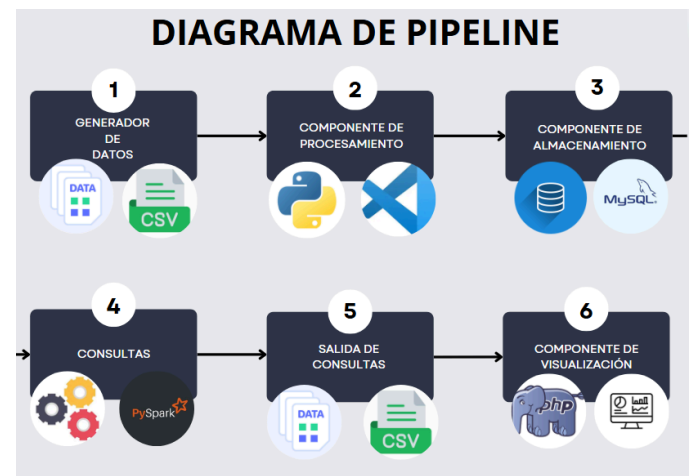 DIAGRAMA DE PIPELINE
1
GENERADOR
DE
DATOS
DATA
CSV
2
COMPONENTE DE
PROCESAMIENTO
3
COMPONENTE DE
ALMACENAMIENTO
MySQL.
4
CONSULTAS
PySpark
5
SALIDA DE
CONSULTAS
DATA
CSV
6
COMPONENTE DE
VISUALIZACIÓN
php